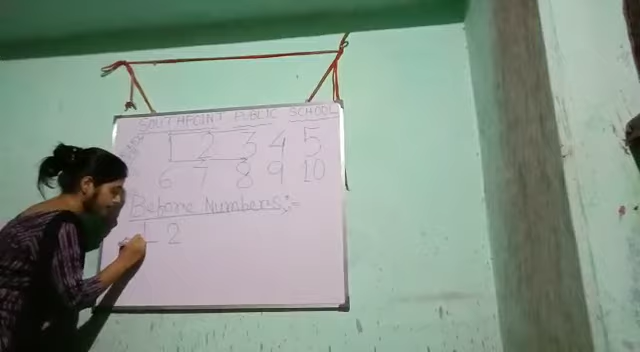 SOUTHPOINT PUBLIC SCHOOL
1 2 3 4 5
6 7 8 9 10
Before Numbers:-
1 2